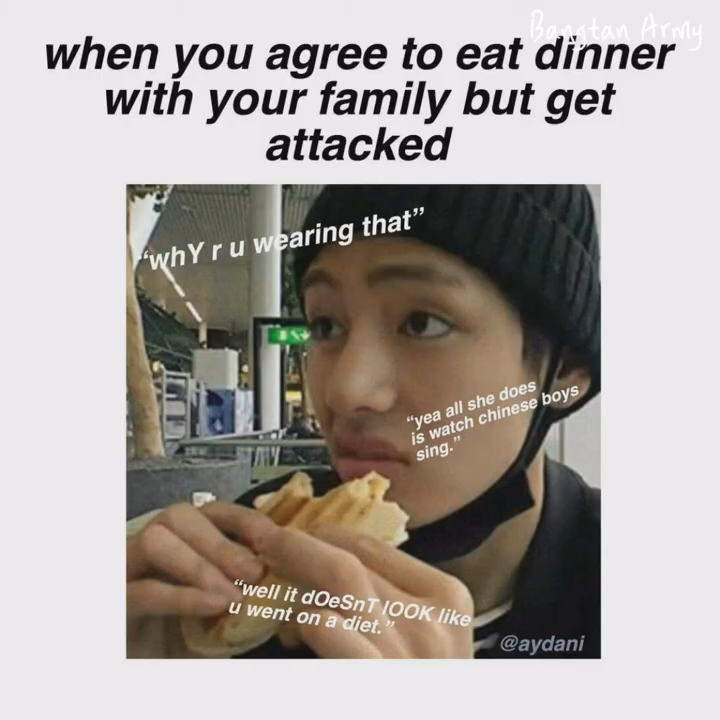 Bangtan Army
when you agree to eat dinner
with your family but get
attacked
“whY r u wearing that”
“yea all she does
is watch chinese boys
sing.”
“well it dOeSnT lOOK like
u went on a diet.”
@aydani